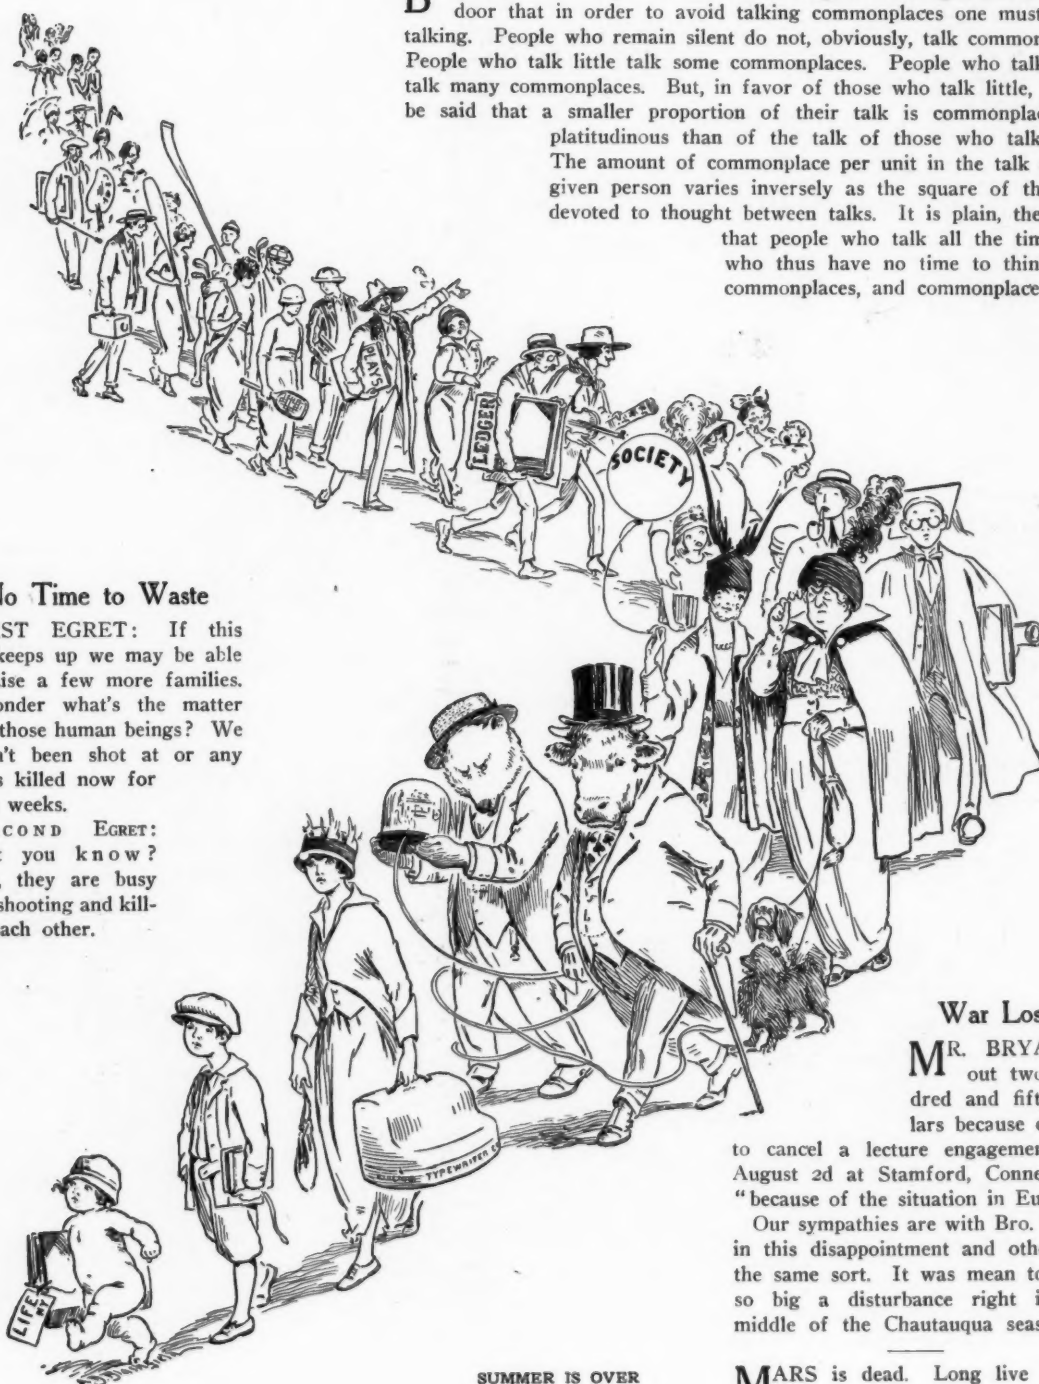 B
door that in order to avoid talking commonplaces one must
talking. People who remain silent do not, obviously, talk common
People who talk little talk some commonplaces. People who talk
talk many commonplaces. But, in favor of those who talk little,
be said that a smaller proportion of their talk is commonplac
platitudinous than of the talk of those who talk
The amount of commonplace per unit in the talk
given person varies inversely as the square of th
devoted to thought between talks. It is plain, the
that people who talk all the tim
who thus have no time to thin
commonplaces, and commonplace
PLAYS
LEDGER
SOCIETY
No Time to Waste
ST EGRET: If this
keeps up we may be able
ise a few more families.
onder what's the matter
those human beings? We
n't been shot at or any
s killed now for
weeks.
COND EGRET:
you know?
, they are busy
shooting and kill-
ach other.
TYPEWRITER
LIFE
NY
War Los
MR. BRYA
out two
dred and fift
lars because o
to cancel a lecture engagemen
August 2d at Stamford, Conne
"because of the situation in Eu
Our sympathies are with Bro.
in this disappointment and oth
the same sort. It was mean to
so big a disturbance right i
middle of the Chautauqua seas
SUMMER IS OVER
MARS is dead. Long live